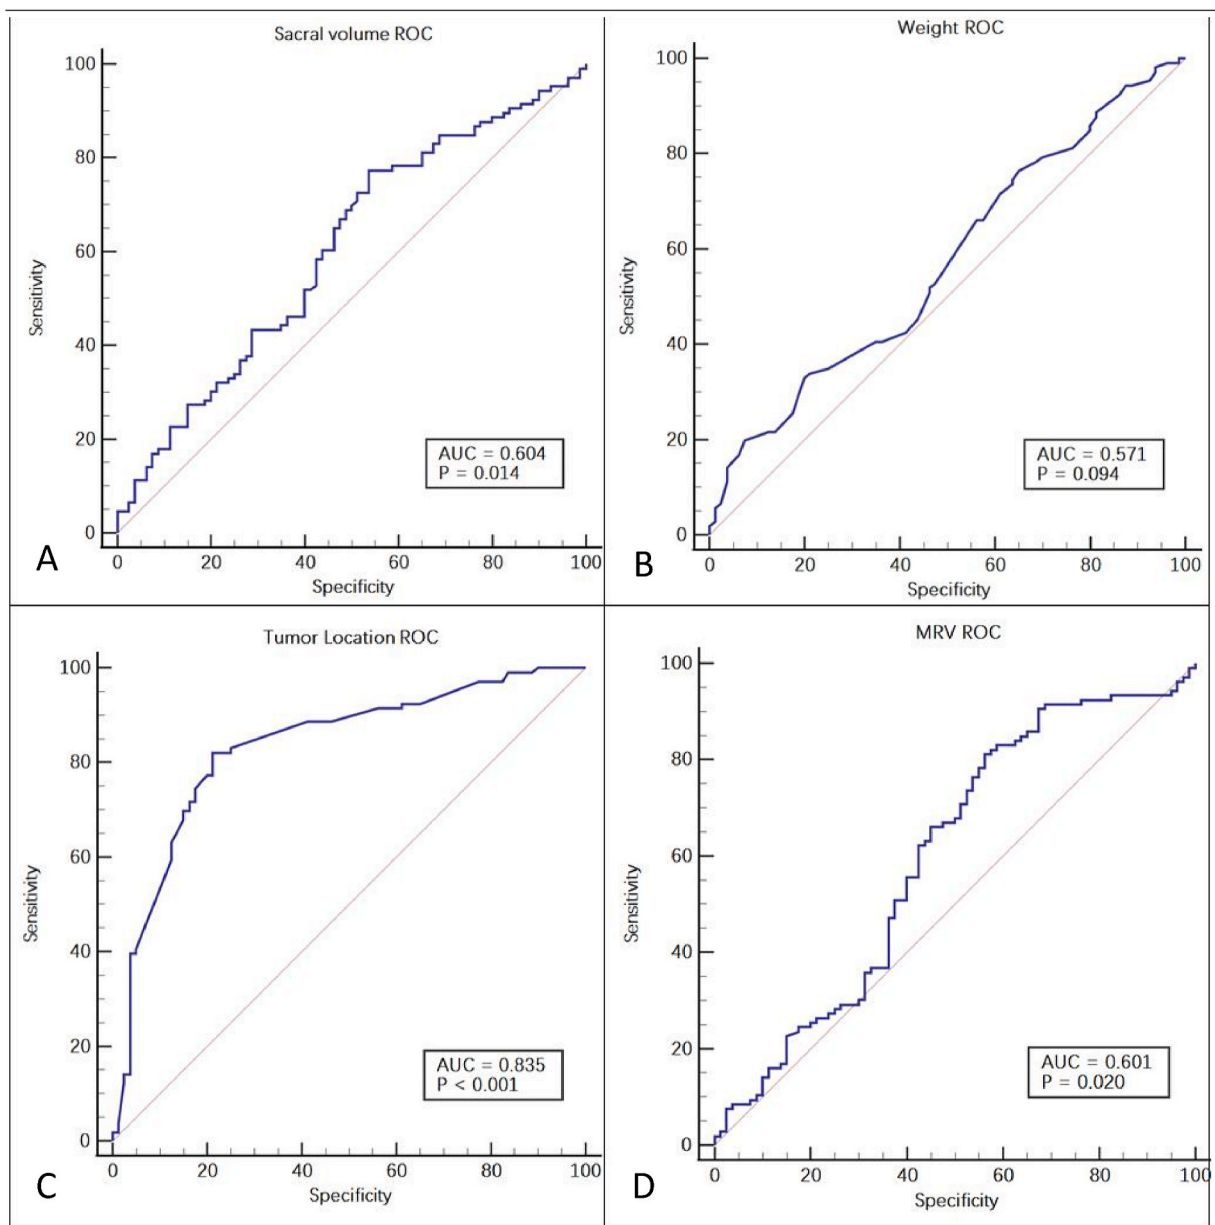 Sacral volume ROC
100
80
60
40
20
0
Sensitivity
AUC = 0.604
P = 0.014
0 20 40 60 80 100
Specificity
A
Weight ROC
100
80
60
40
20
0
Sensitivity
AUC = 0.571
P = 0.094
0 20 40 60 80 100
Specificity
B
Tumor Location ROC
100
80
60
40
20
0
Sensitivity
AUC = 0.835
P < 0.001
0 20 40 60 80 100
Specificity
C
MRV ROC
100
80
60
40
20
0
Sensitivity
AUC = 0.601
P = 0.020
0 20 40 60 80 100
Specificity
D